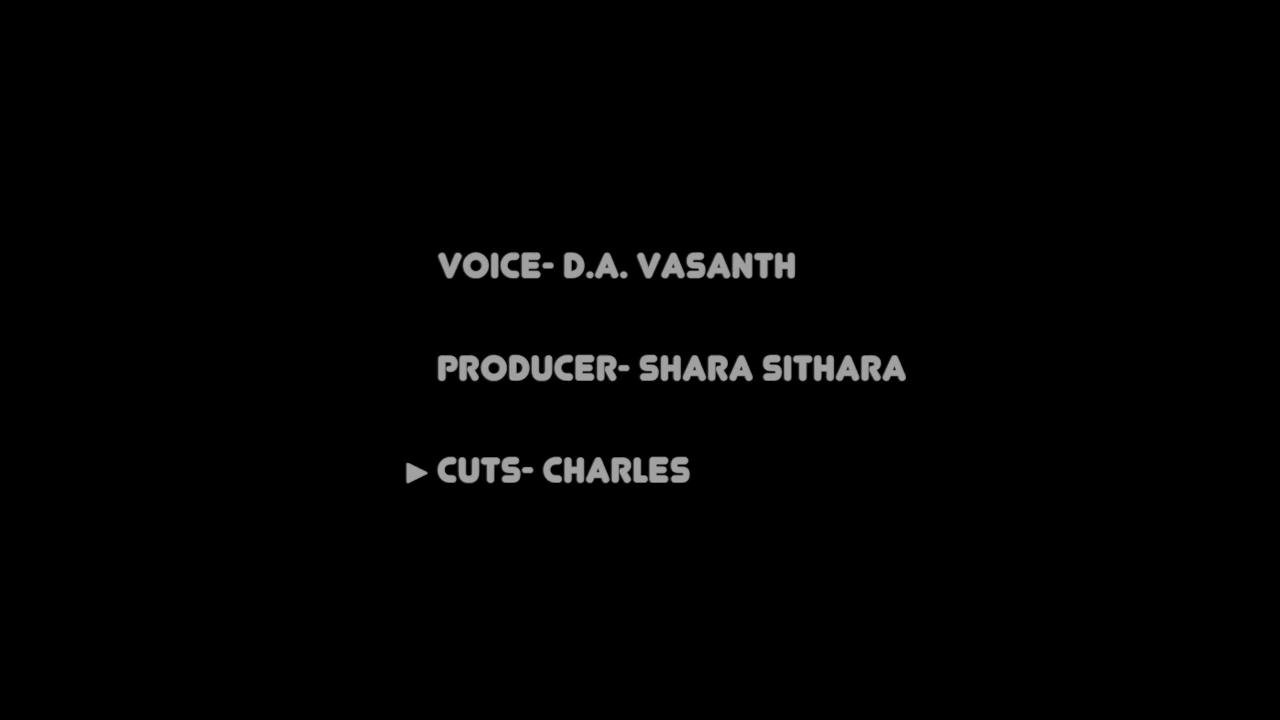 VOICE- D.A. VASANTH
PRODUCER- SHARA SITHARA
▶ CUTS- CHARLES